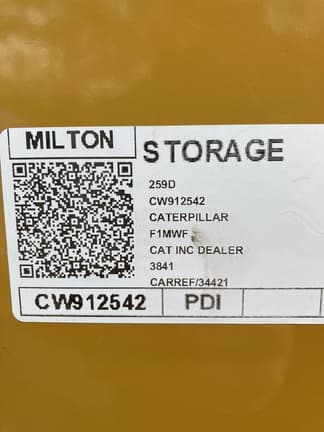 MILTON
STORAGE
259D
CW912542
CATERPILLAR
F1MWF
CAT INC DEALER
3841
CARREF/34421
CW912542
PDI